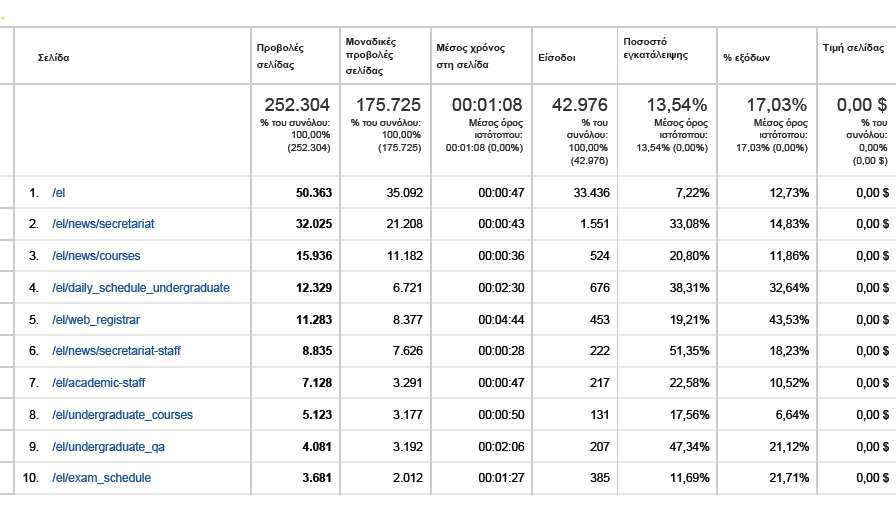 Σελίδα Προβολές σελίδας Μοναδικές προβολές σελίδας Μέσος χρόνος στη σελίδα Είσοδοι Ποσοστό εγκατάλειψης % εξόδων Τιμή σελίδας
252.304 175.725 00:01:08 42.976 13,54% 17,03% 0,00 $
% του συνόλου: 100,00% (252.304) % του συνόλου: 100,00% (175.725) Μέσος όρος ιστότοπου: 00:01:08 (0,00%) % του συνόλου: 100,00% (42.976) Μέσος όρος ιστότοπου: 13,54% (0,00%) Μέσος όρος ιστότοπου: 17,03% (0,00%) % του συνόλου: 0,00% (0,00 $)
1. /el 50.363 35.092 00:00:47 33.436 7,22% 12,73% 0,00 $
2. /el/news/secretariat 32.025 21.208 00:00:43 1.551 33,08% 14,83% 0,00 $
3. /el/news/courses 15.936 11.182 00:00:36 524 20,80% 11,86% 0,00 $
4. /el/daily_schedule_undergraduate 12.329 6.721 00:02:30 676 38,31% 32,64% 0,00 $
5. /el/web_registrar 11.283 8.377 00:04:44 453 19,21% 43,53% 0,00 $
6. /el/news/secretariat-staff 8.835 7.626 00:00:28 222 51,35% 18,23% 0,00 $
7. /el/academic-staff 7.128 3.291 00:00:47 217 22,58% 10,52% 0,00 $
8. /el/undergraduate_courses 5.123 3.177 00:00:50 131 17,56% 6,64% 0,00 $
9. /el/undergraduate_qa 4.081 3.192 00:02:06 207 47,34% 21,12% 0,00 $
10. /el/exam_schedule 3.681 2.012 00:01:27 385 11,69% 21,71% 0,00 $